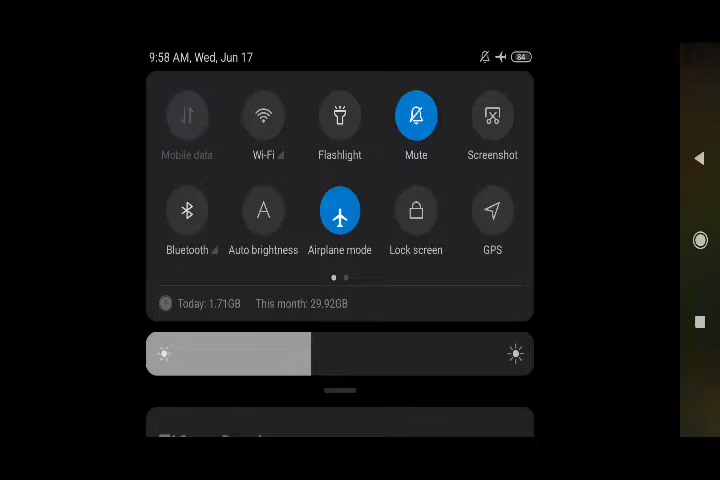 9:58 AM, Wed, Jun 17
84
Mobile data Wi-Fi Flashlight Mute Screenshot
Bluetooth Auto brightness Airplane mode Lock screen GPS
Today: 1.71GB This month: 29.92GB